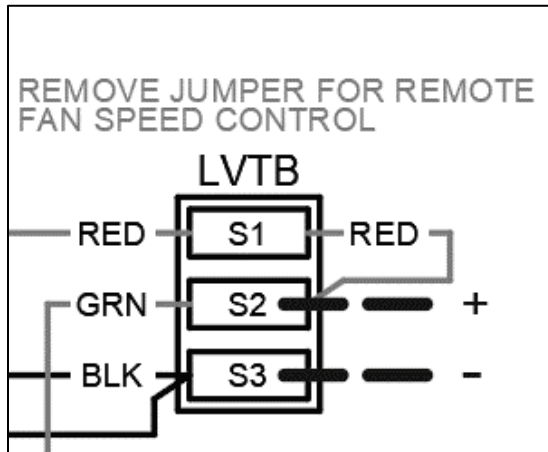 REMOVE JUMPER FOR REMOTE
FAN SPEED CONTROL
LVTB
RED S1 RED
GRN S2 +
BLK S3 -